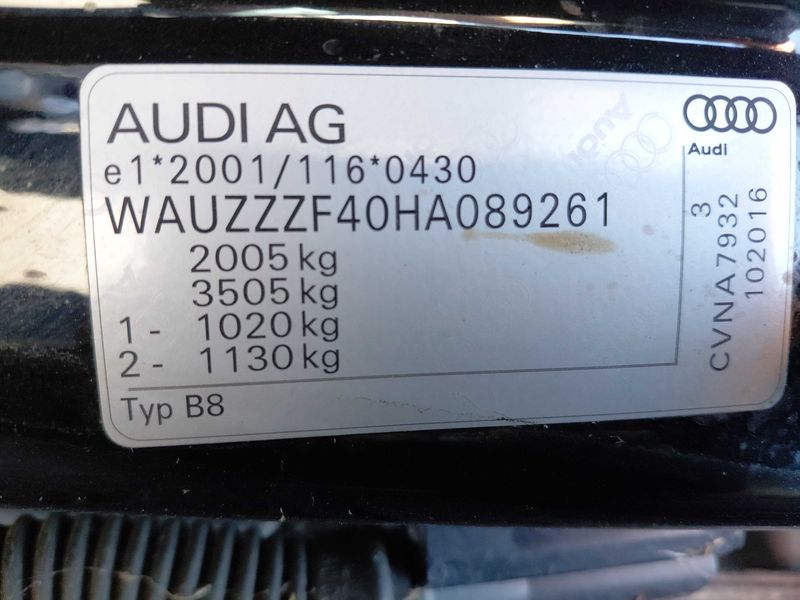 AUDI AG
e1*2001/116*0430
WAUZZZF40HA089261
2005 kg
3505 kg
1 - 1020 kg
2 - 1130 kg
Typ B8
Audi
3
CVNA7932
102016
Audi